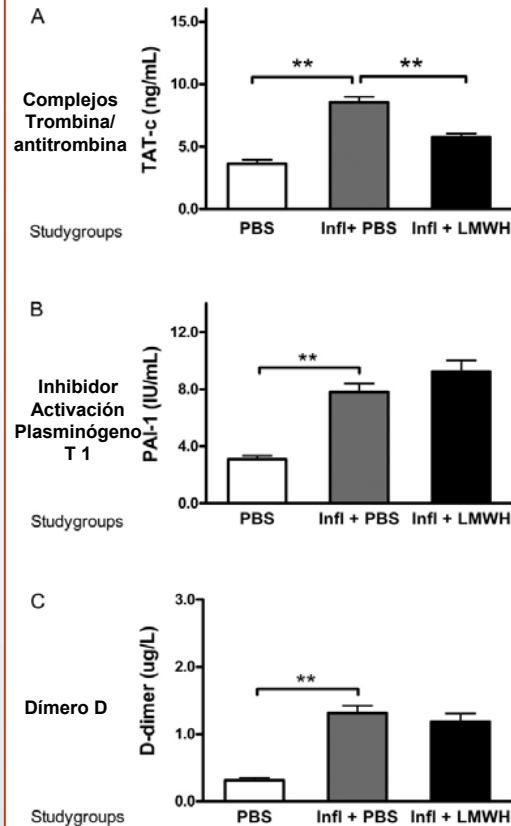 A
Complejos
Trombina/
antitrombina
TAT-c (ng/mL)
15.0
10.0
5.0
0.0
**
**
Studygroups
PBS
Infl+ PBS
Infl + LMWH
B
Inhibidor
Activación
Plasminógeno
T 1
PAI-1 (IU/mL)
12.0
8.0
4.0
0.0
**
Studygroups
PBS
Infl + PBS
Infl + LMWH
C
Dímero D
D-dimer (ug/L)
3.0
2.0
1.0
0.0
**
Studygroups
PBS
Infl + PBS
Infl + LMWH